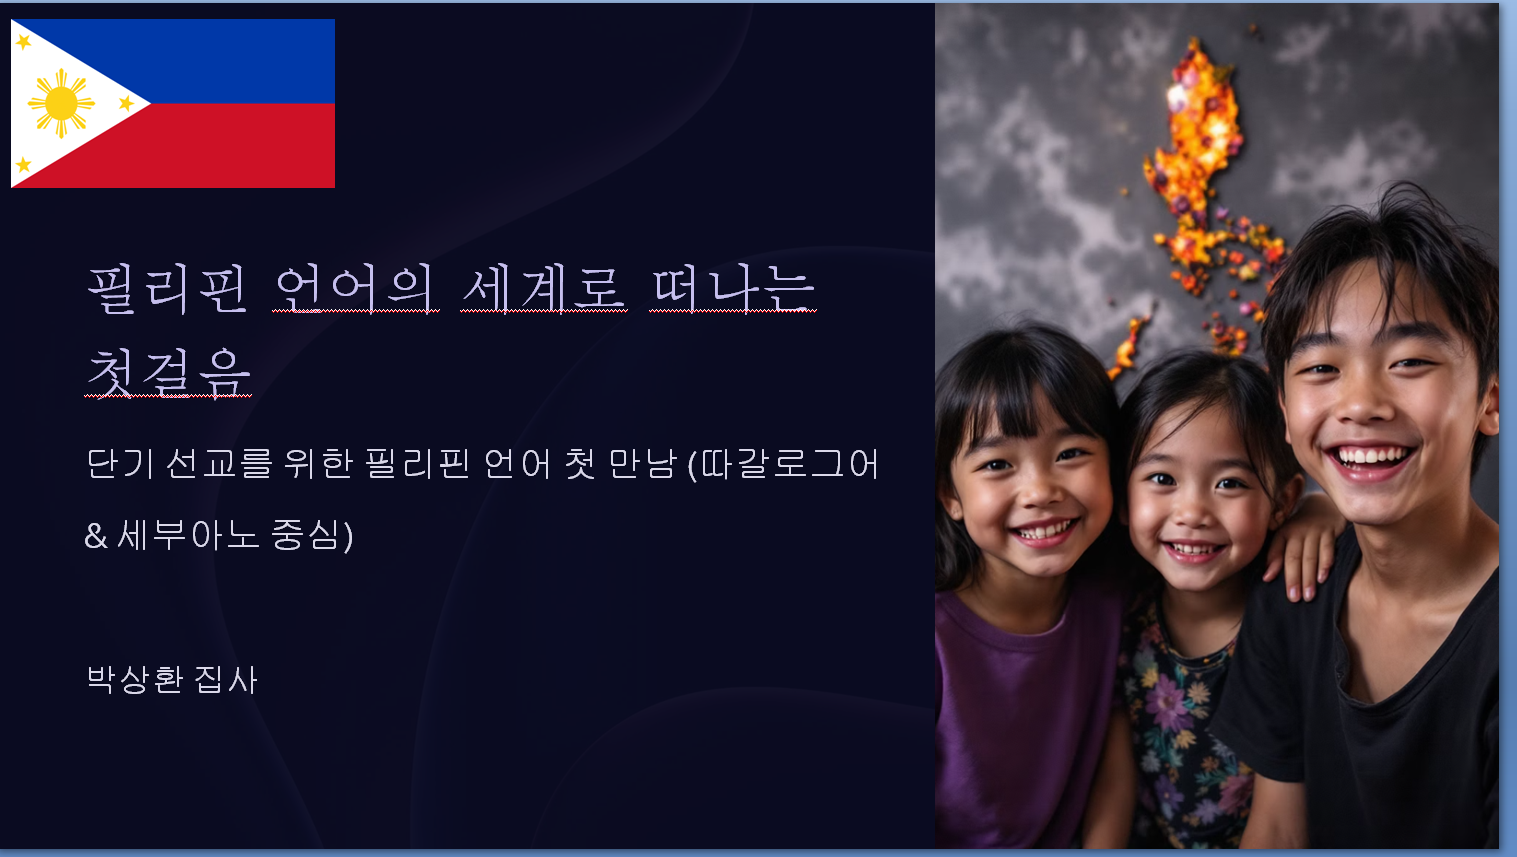 필리핀 언어의 세계로 떠나는
첫걸음
단기 선교를 위한 필리핀 언어 첫 만남 (따갈로그어
& 세부아노 중심)
박상환 집사